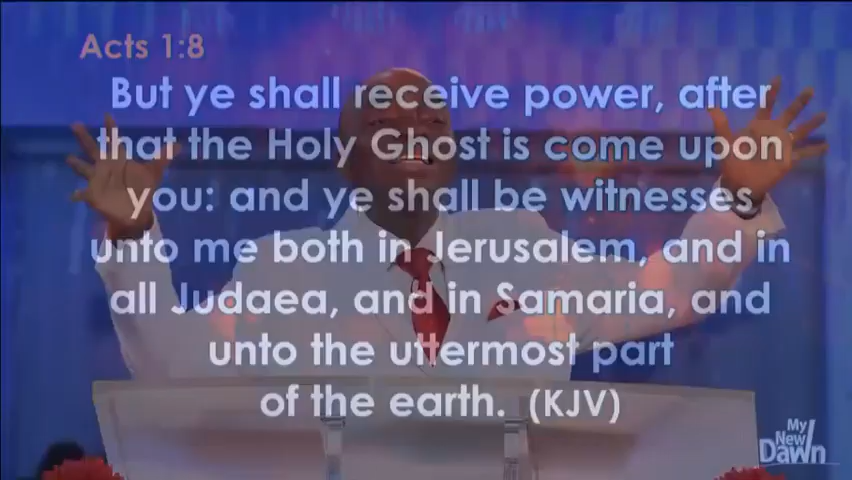 Acts 1:8
But ye shall receive power, after
that the Holy Ghost is come upon
you: and ye shall be witnesses
unto me both in Jerusalem, and in
all Judaea, and in Samaria, and
unto the uttermost part
of the earth. (KJV)
My
New
Dawn